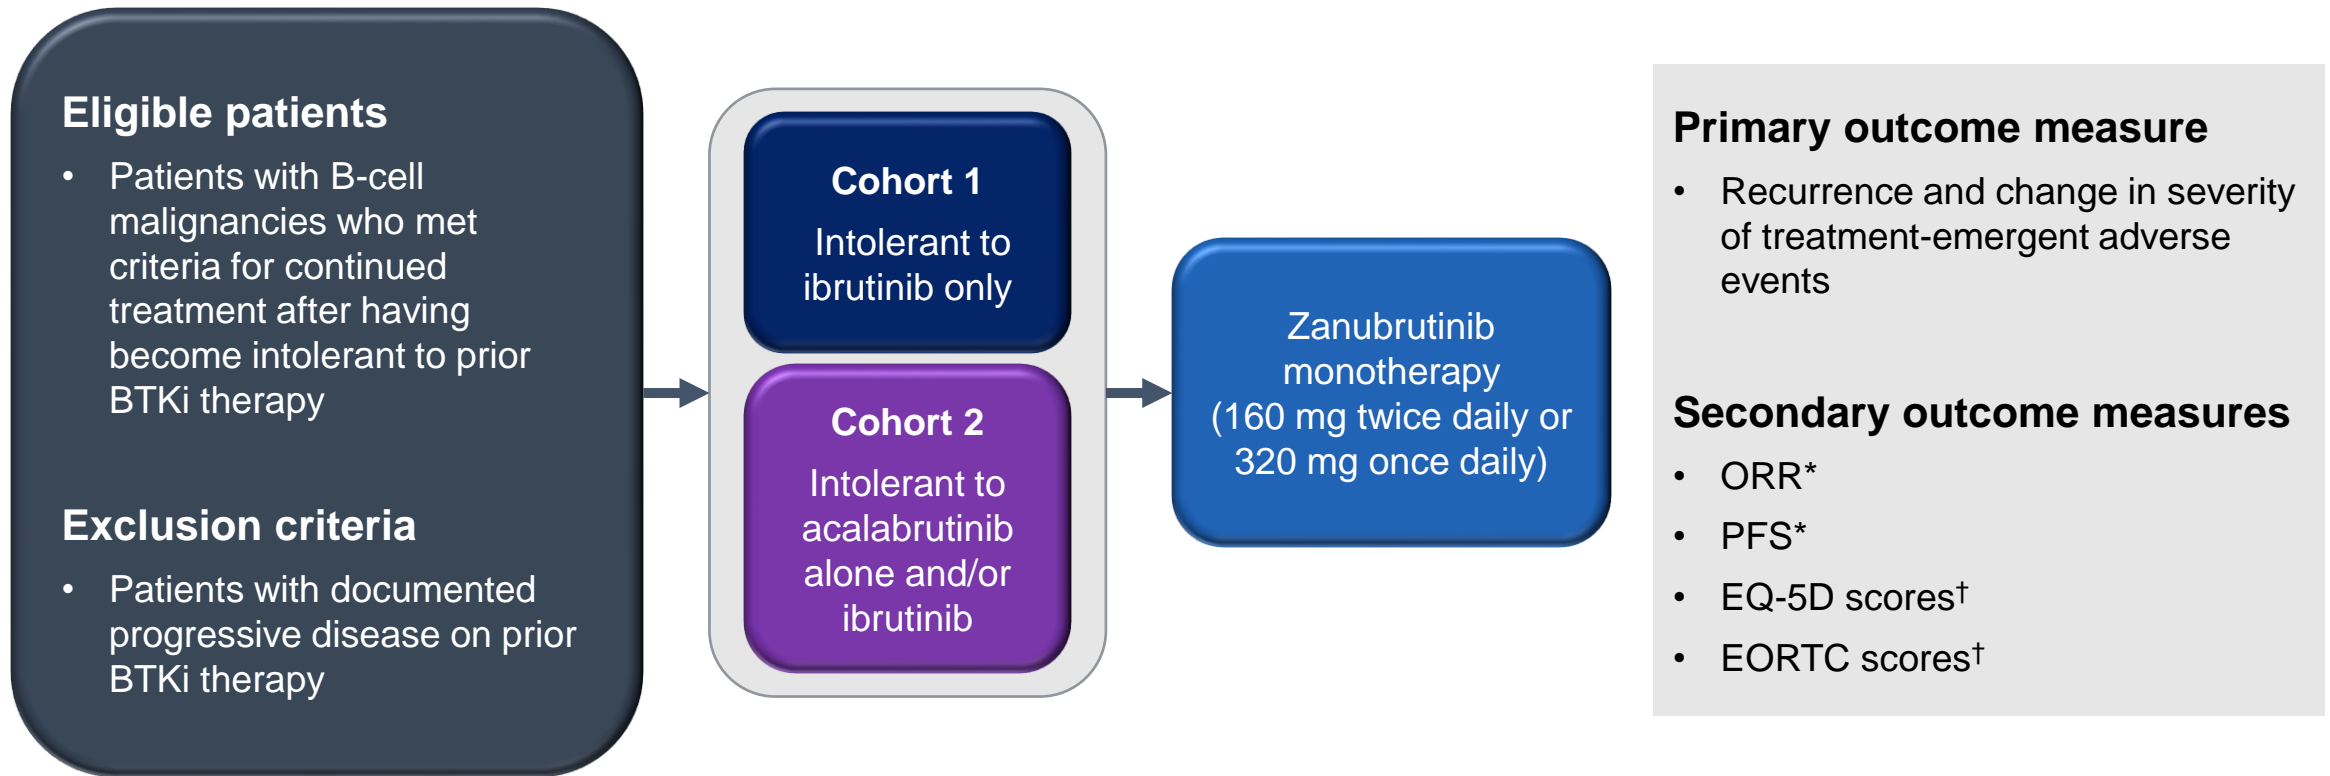 Eligible patients
• Patients with B-cell
malignancies who met
criteria for continued
treatment after having
become intolerant to prior
BTKi therapy
Exclusion criteria
• Patients with documented
progressive disease on prior
BTKi therapy
Cohort 1
Intolerant to
ibrutinib only
Cohort 2
Intolerant to
acalabrutinib
alone and/or
ibrutinib
Zanubrutinib
monotherapy
(160 mg twice daily or
320 mg once daily)
Primary outcome measure
• Recurrence and change in severity
of treatment-emergent adverse
events
Secondary outcome measures
• ORR*
• PFS*
• EQ-5D scores†
• EORTC scores†